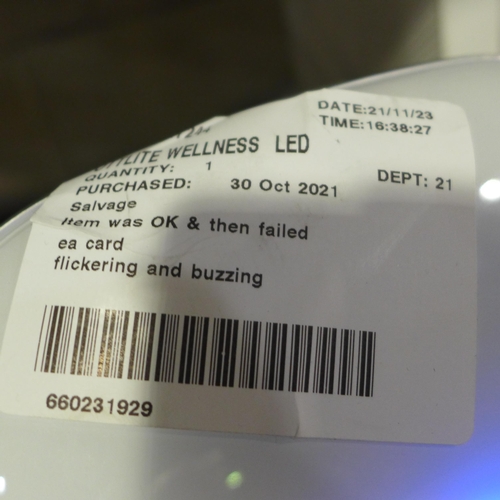 DATE:21/11/23
TIME:16:38:27
WELLNESS LED
QUANTITY: 1
DEPT: 21
PURCHASED: 30 Oct 2021
Salvage
Item was OK & then failed
ea card
flickering and buzzing
660231929